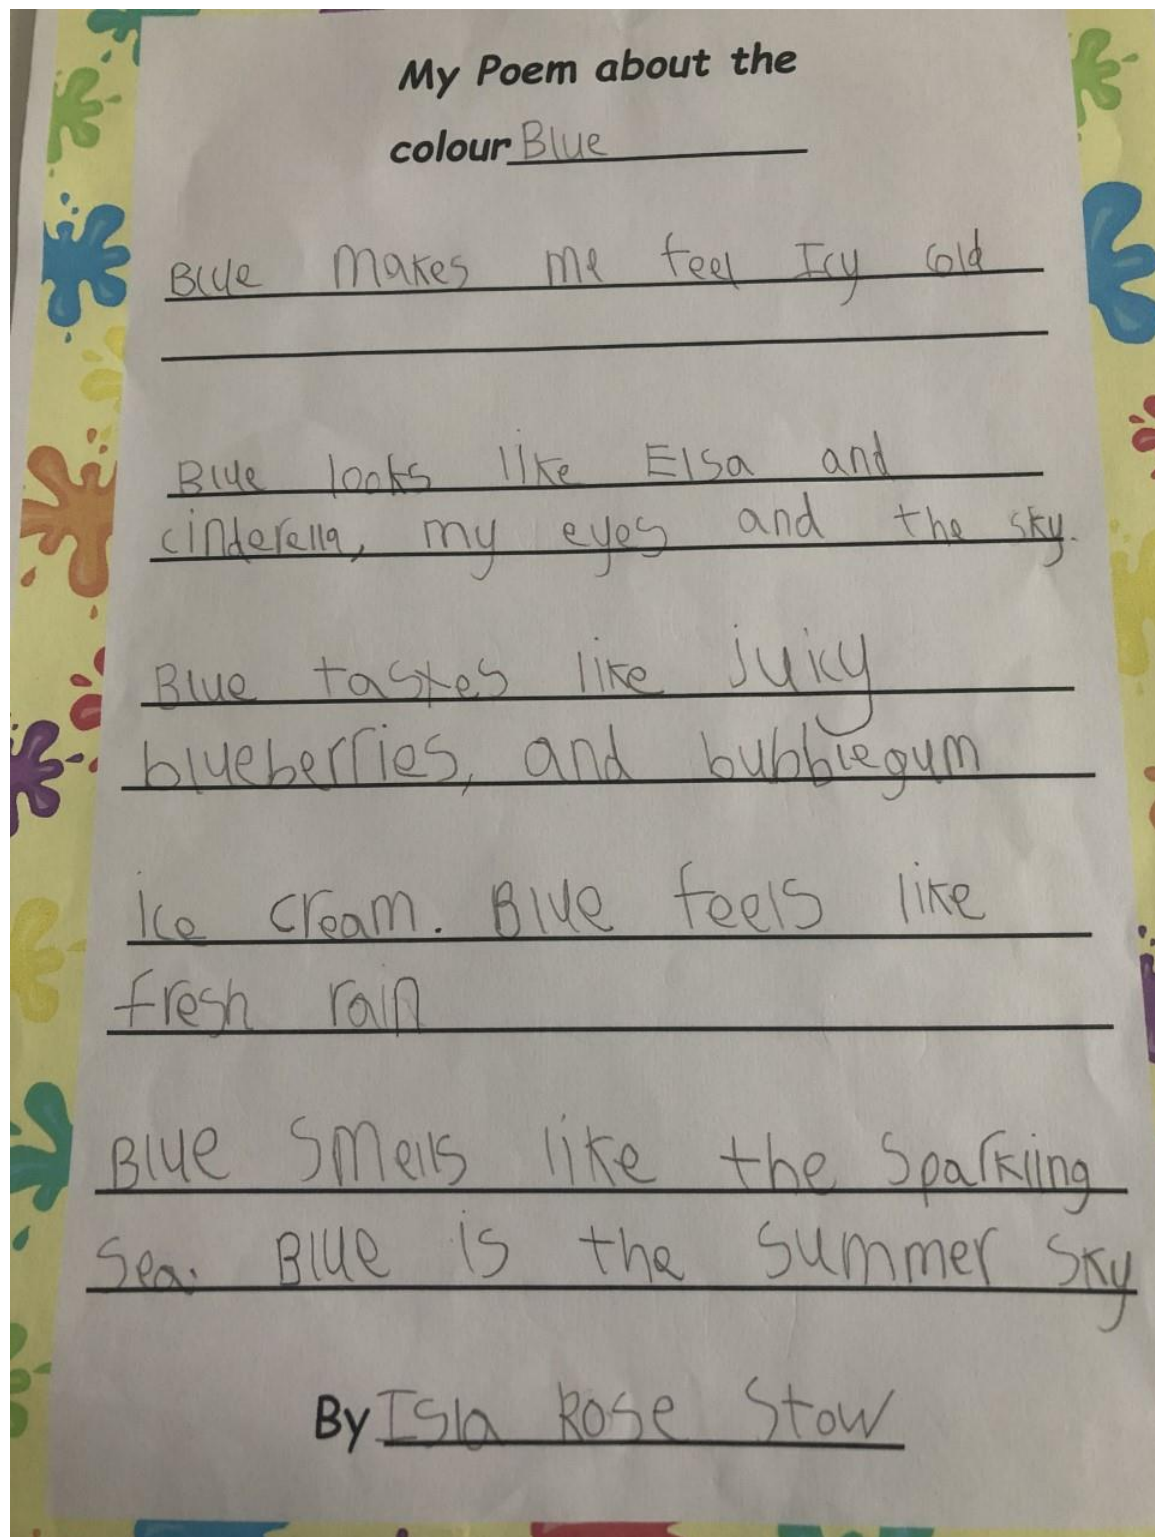 My Poem about the
colour Blue
Blue makes me feel Icy cold
Blue looks like Elsa and
cinderella, my eyes and the sky.
Blue tastes like juicy
blueberries, and bubblegum
ice cream. Blue feels like
fresh rain
Blue smells like the sparkling
sea. Blue is the summer sky
By Isla Rose Stow